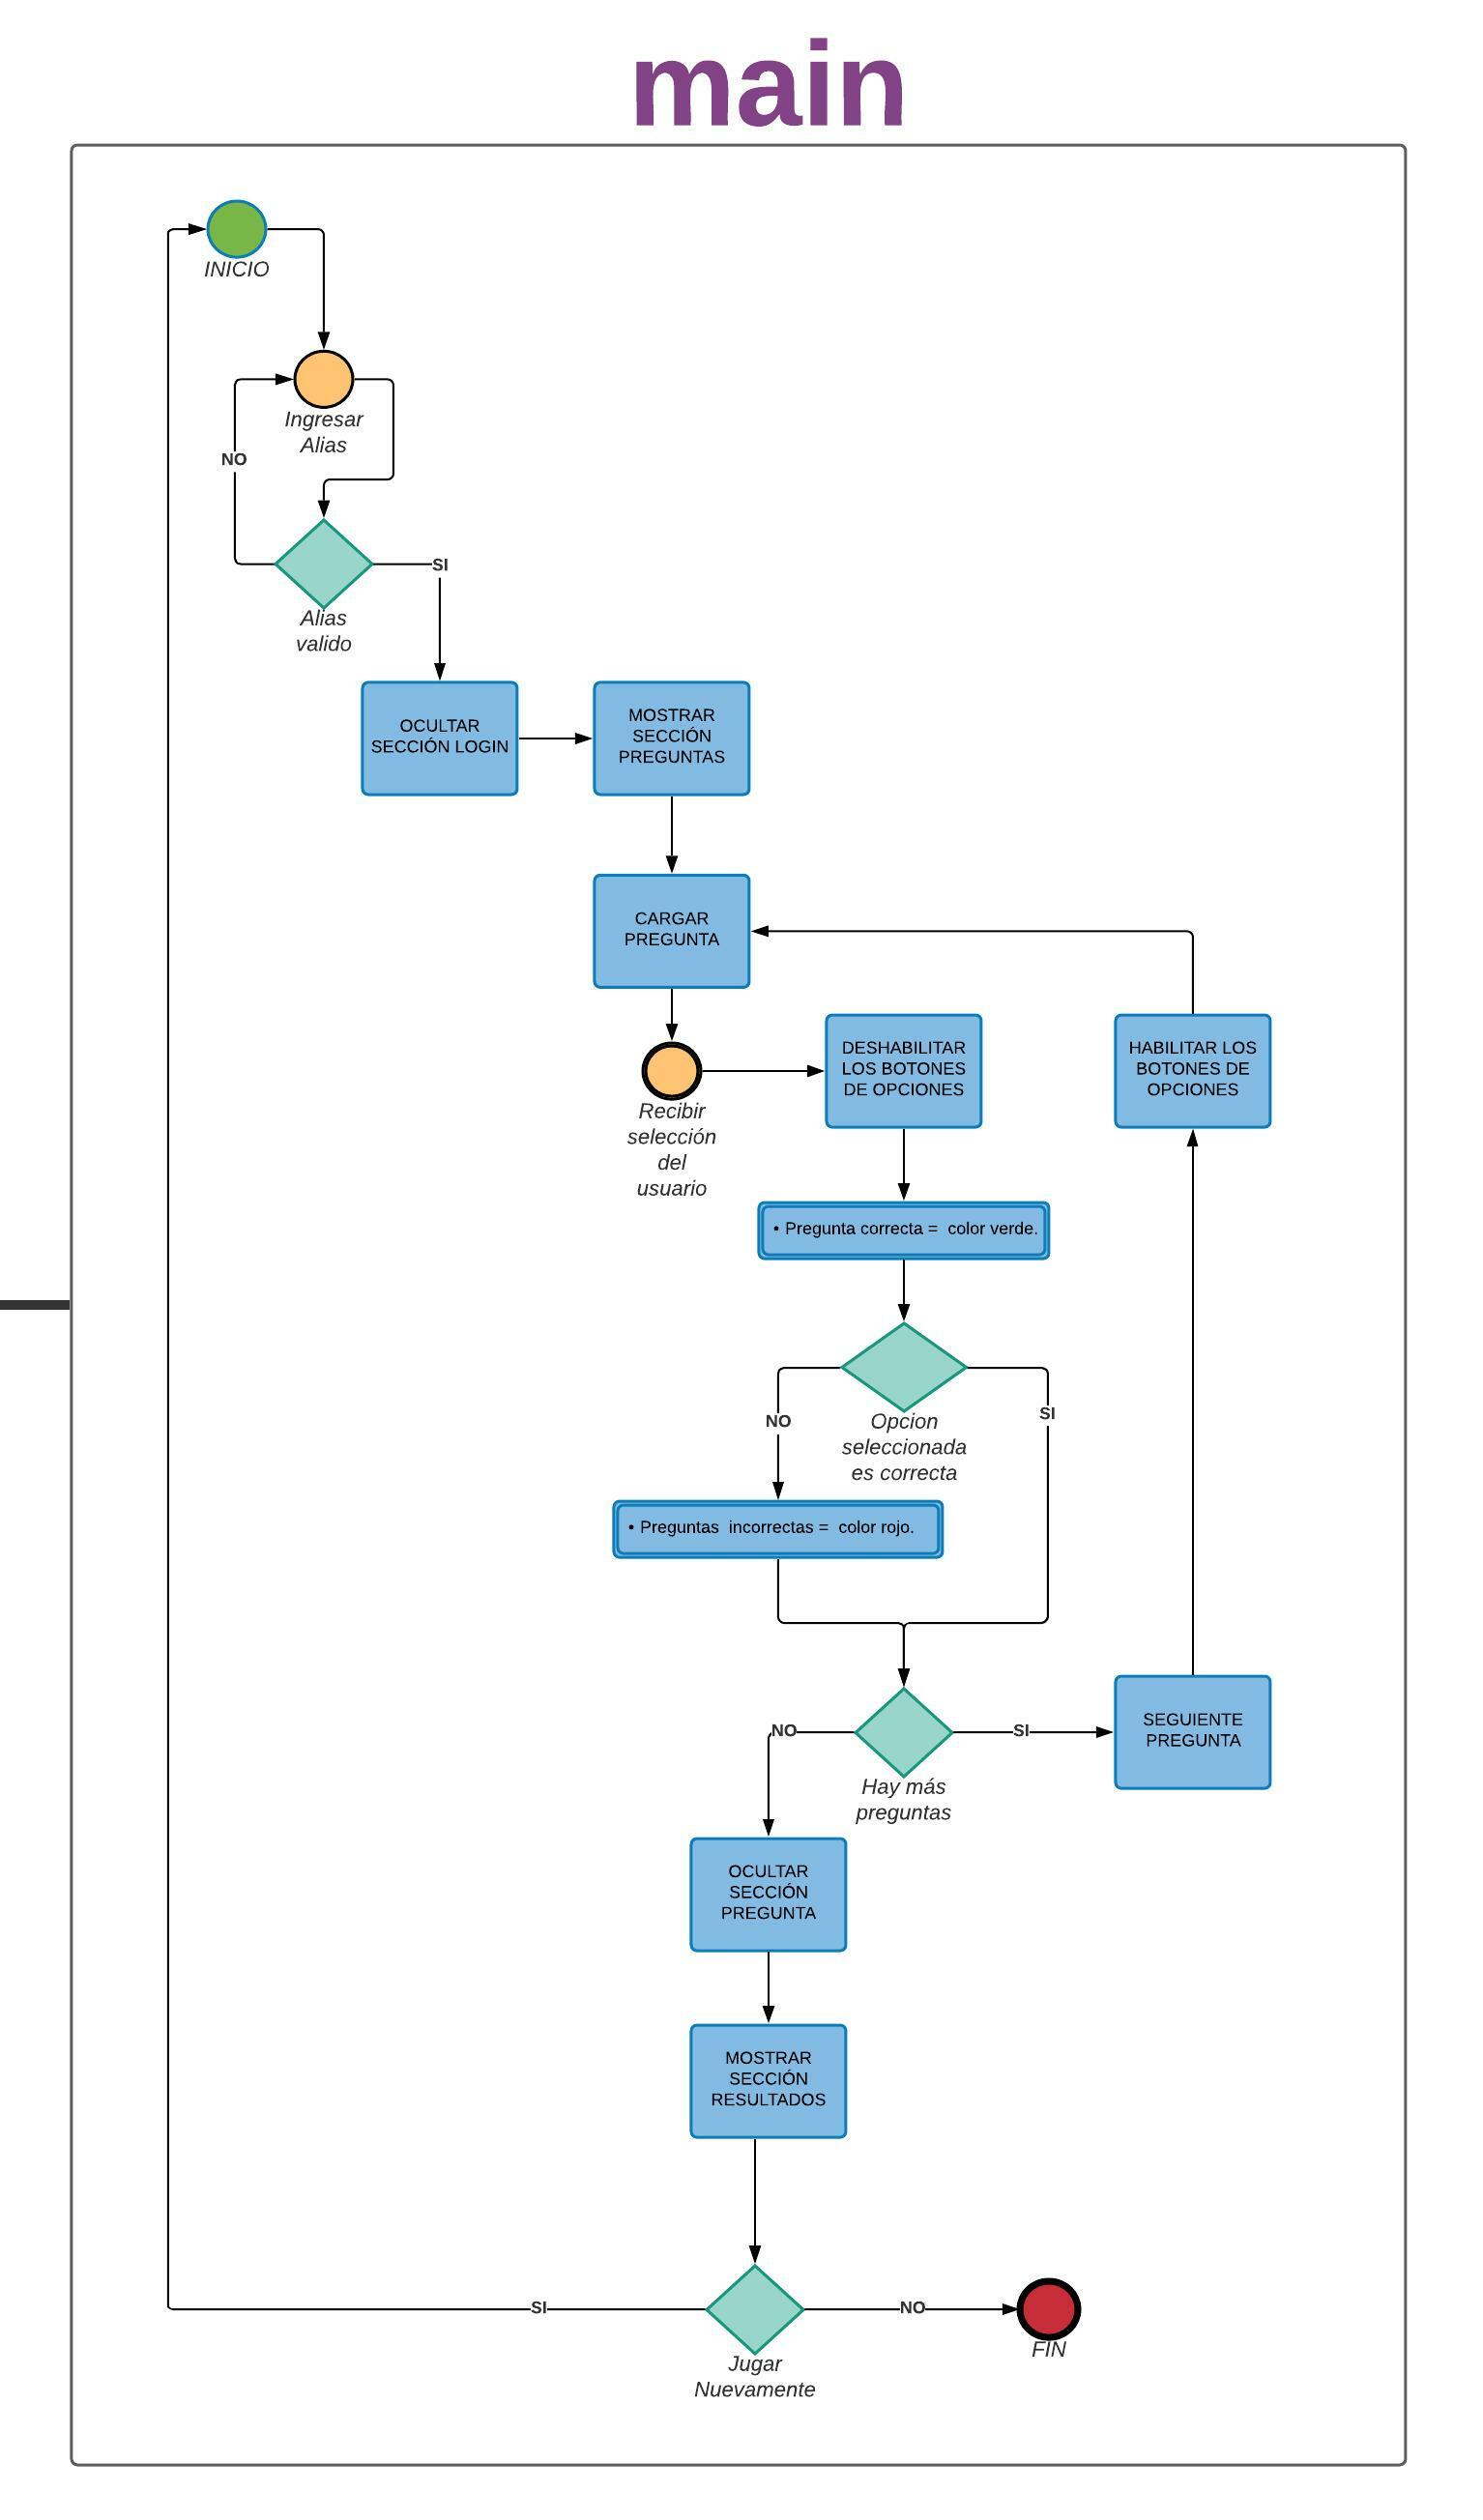 main
INICIO
Ingresar
Alias
NO
SI
Alias
valido
OCULTAR
SECCIÓN LOGIN
MOSTRAR
SECCIÓN
PREGUNTAS
CARGAR
PREGUNTA
DESHABILITAR
LOS BOTONES
DE OPCIONES
HABILITAR LOS
BOTONES DE
OPCIONES
Recibir
selección
del
usuario
• Pregunta correcta =  color verde.
NO
SI
Opcion
seleccionada
es correcta
• Preguntas  incorrectas =  color rojo.
NO
SI
SEGUIENTE
PREGUNTA
Hay más
preguntas
OCULTAR
SECCIÓN
PREGUNTA
MOSTRAR
SECCIÓN
RESULTADOS
SI
NO
FIN
Jugar
Nuevamente